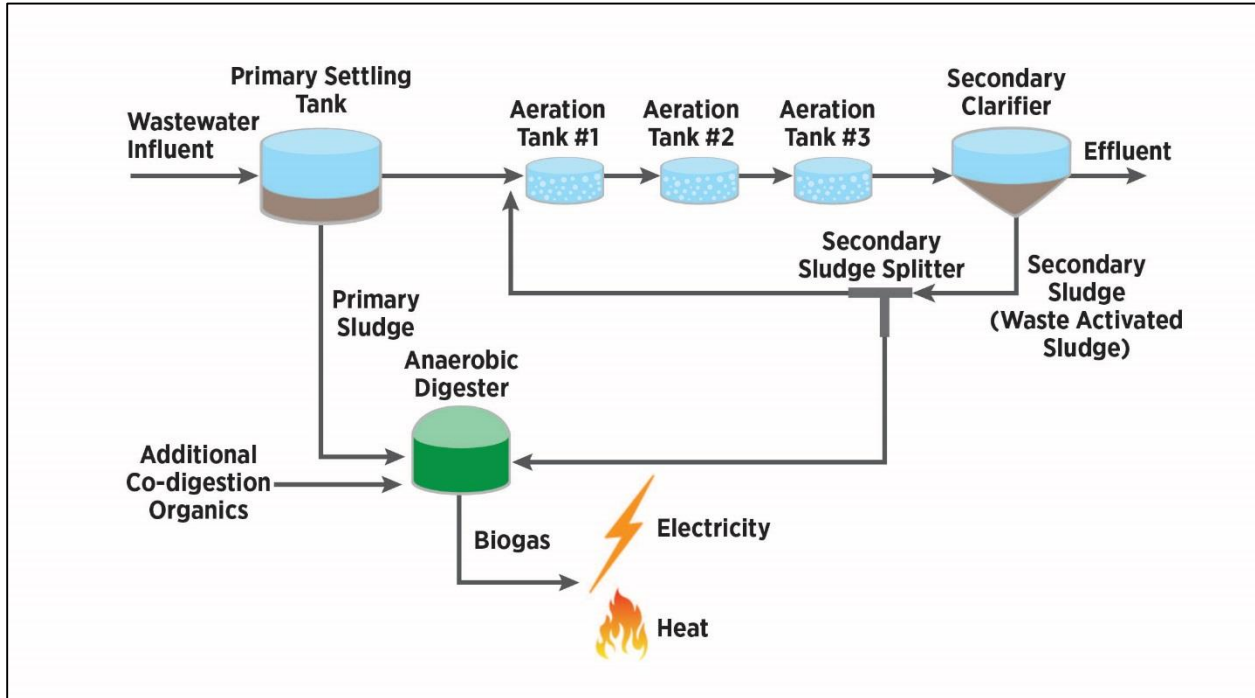 Primary Settling
Tank
Wastewater
Influent
Aeration
Tank #1
Aeration
Tank #2
Aeration
Tank #3
Secondary
Clarifier
Effluent
Secondary
Sludge Splitter
Secondary
Sludge
(Waste Activated
Sludge)
Primary
Sludge
Anaerobic
Digester
Additional
Co-digestion
Organics
Biogas
Electricity
Heat